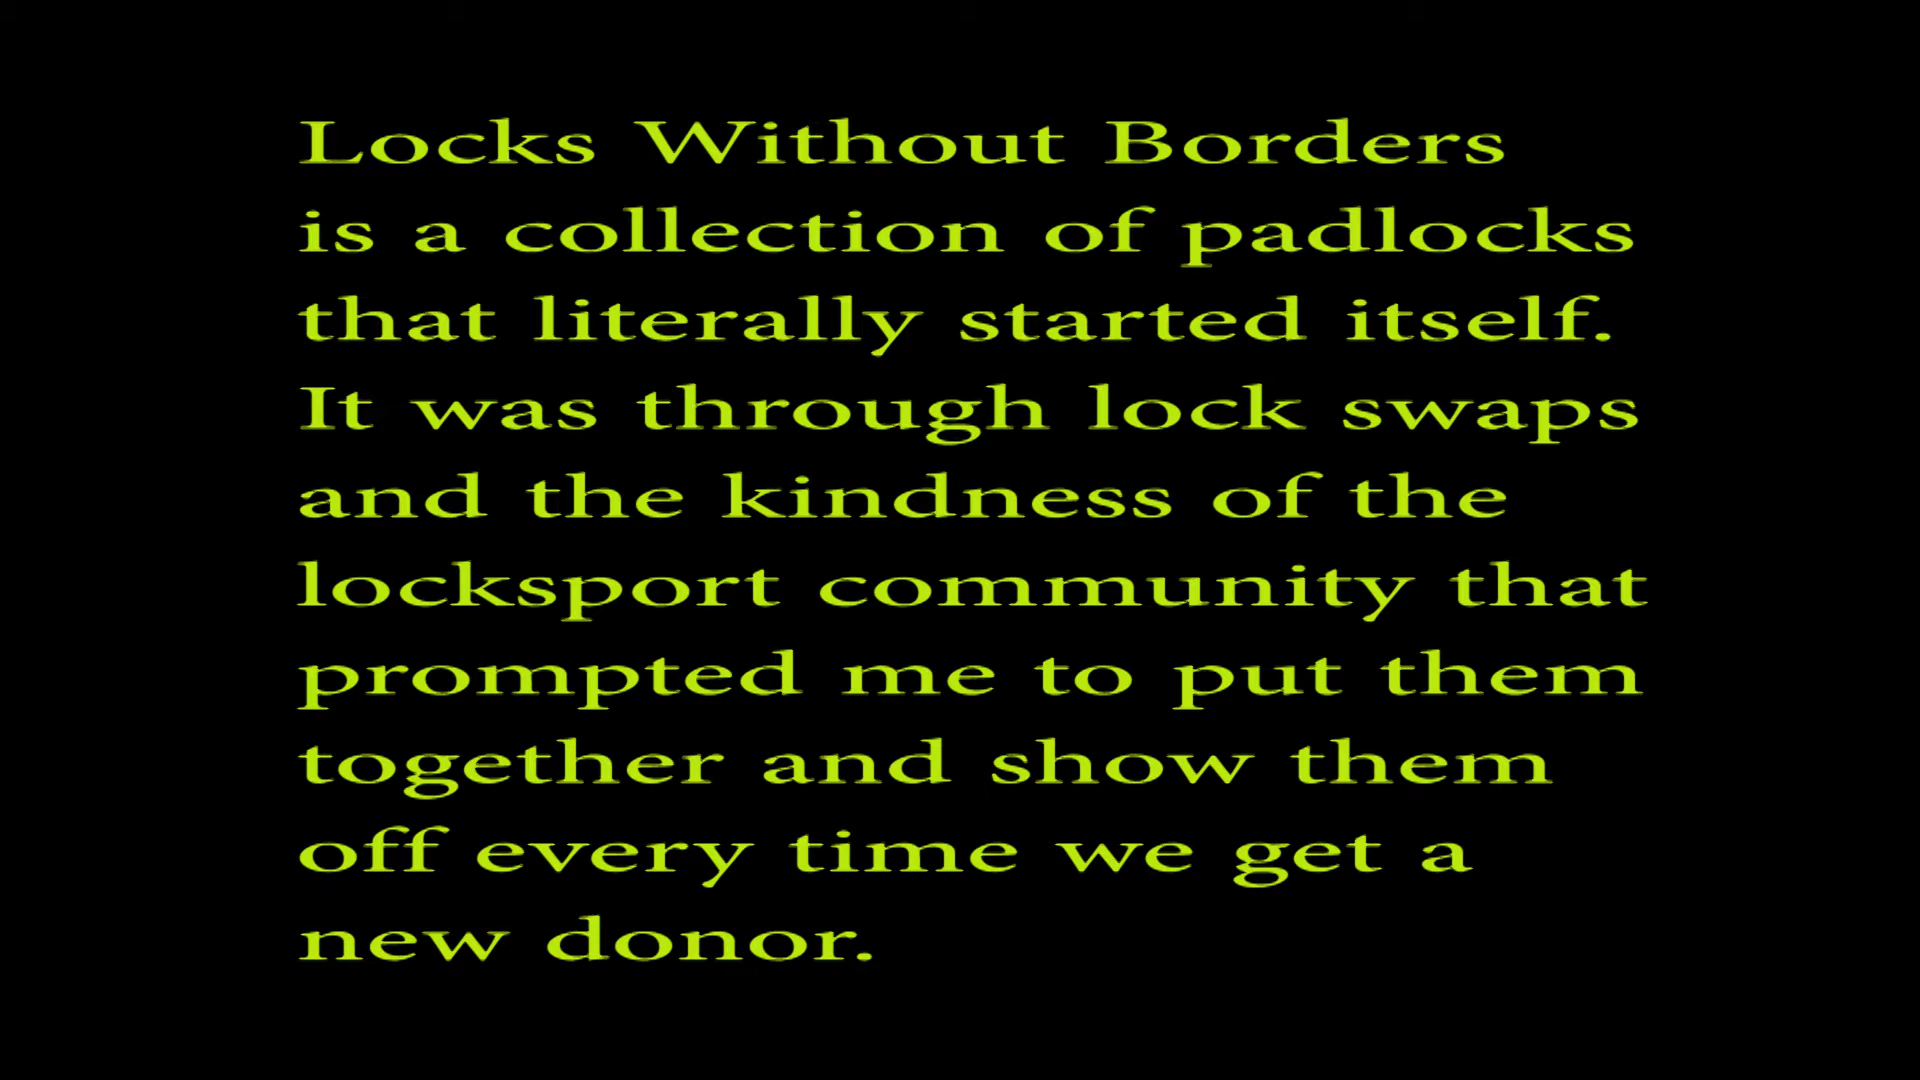 Locks Without Borders
is a collection of padlocks
that literally started itself.
It was through lock swaps
and the kindness of the
locksport community that
prompted me to put them
together and show them
off every time we get a
new donor.